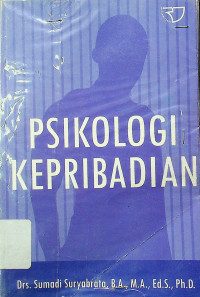 PSIKOLOGI
KEPRIBADIAN
Drs. Sumadi Suryabrata, B.A., M.A., Ed.S., Ph.D.